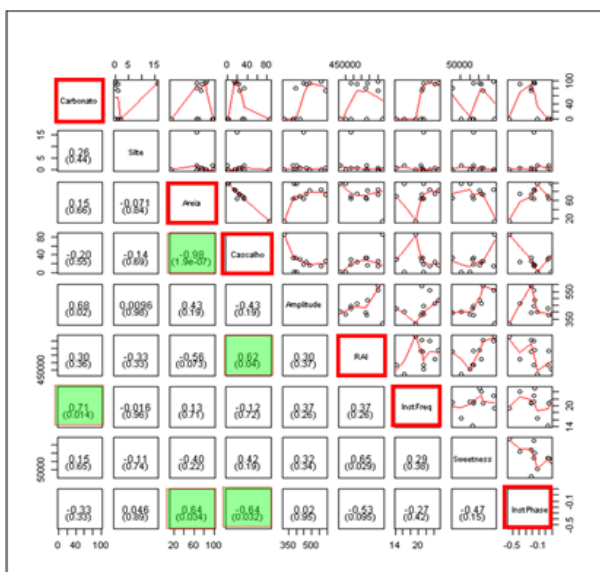 0 15 0 40 80 450000 50000
Carbonato 0 40 100
0 5 15 0.26 (0.44) Silte
0.15 (0.66) -0.071 (0.84) Areia 20 60
0 40 80 -0.20 (0.55) -0.14 (0.69) -0.98 (1.9e-07) Cascalho
0.68 (0.02) 0.0096 (0.98) 0.43 (0.19) -0.43 (0.19) Amplitude 350 550
450000 0.30 (0.36) -0.33 (0.33) -0.56 (0.073) 0.62 (0.04) 0.30 (0.37) RAI
0.71 (0.014) -0.016 (0.96) 0.13 (0.71) -0.12 (0.72) 0.37 (0.26) 0.37 (0.26) Inst Freq 14 20
50000 0.15 (0.65) -0.11 (0.74) -0.40 (0.22) 0.42 (0.19) 0.32 (0.34) 0.65 (0.029) 0.29 (0.38) Sweetness
-0.33 (0.33) 0.046 (0.89) 0.64 (0.034) -0.64 (0.032) 0.02 (0.95) -0.53 (0.095) -0.27 (0.42) -0.47 (0.15) Inst Phase -0.5 -0.1
0 40 100 20 60 100 350 500 14 20 -0.5 -0.1